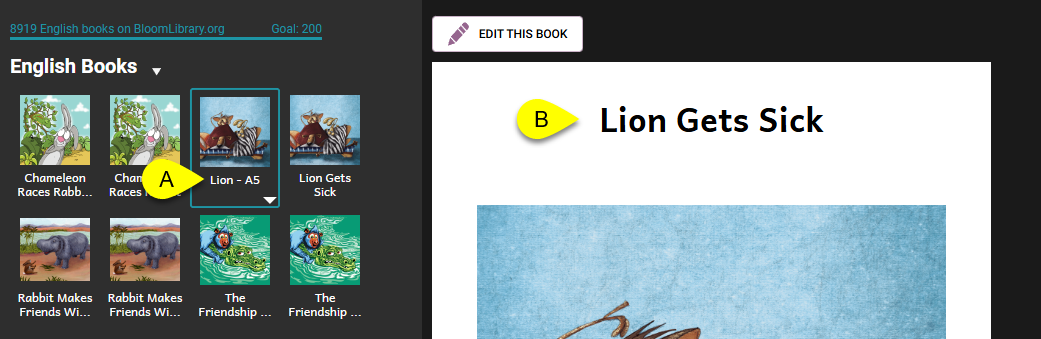 8919 English books on BloomLibrary.org Goal: 200
EDIT THIS BOOK
English Books
B
Lion Gets Sick
Chameleon
Races Rabb...
Races
A
Lion - A5
Lion Gets
Sick
Rabbit Makes
Friends Wi...
Rabbit Makes
Friends Wi...
The
Friendship ...
The
Friendship ...